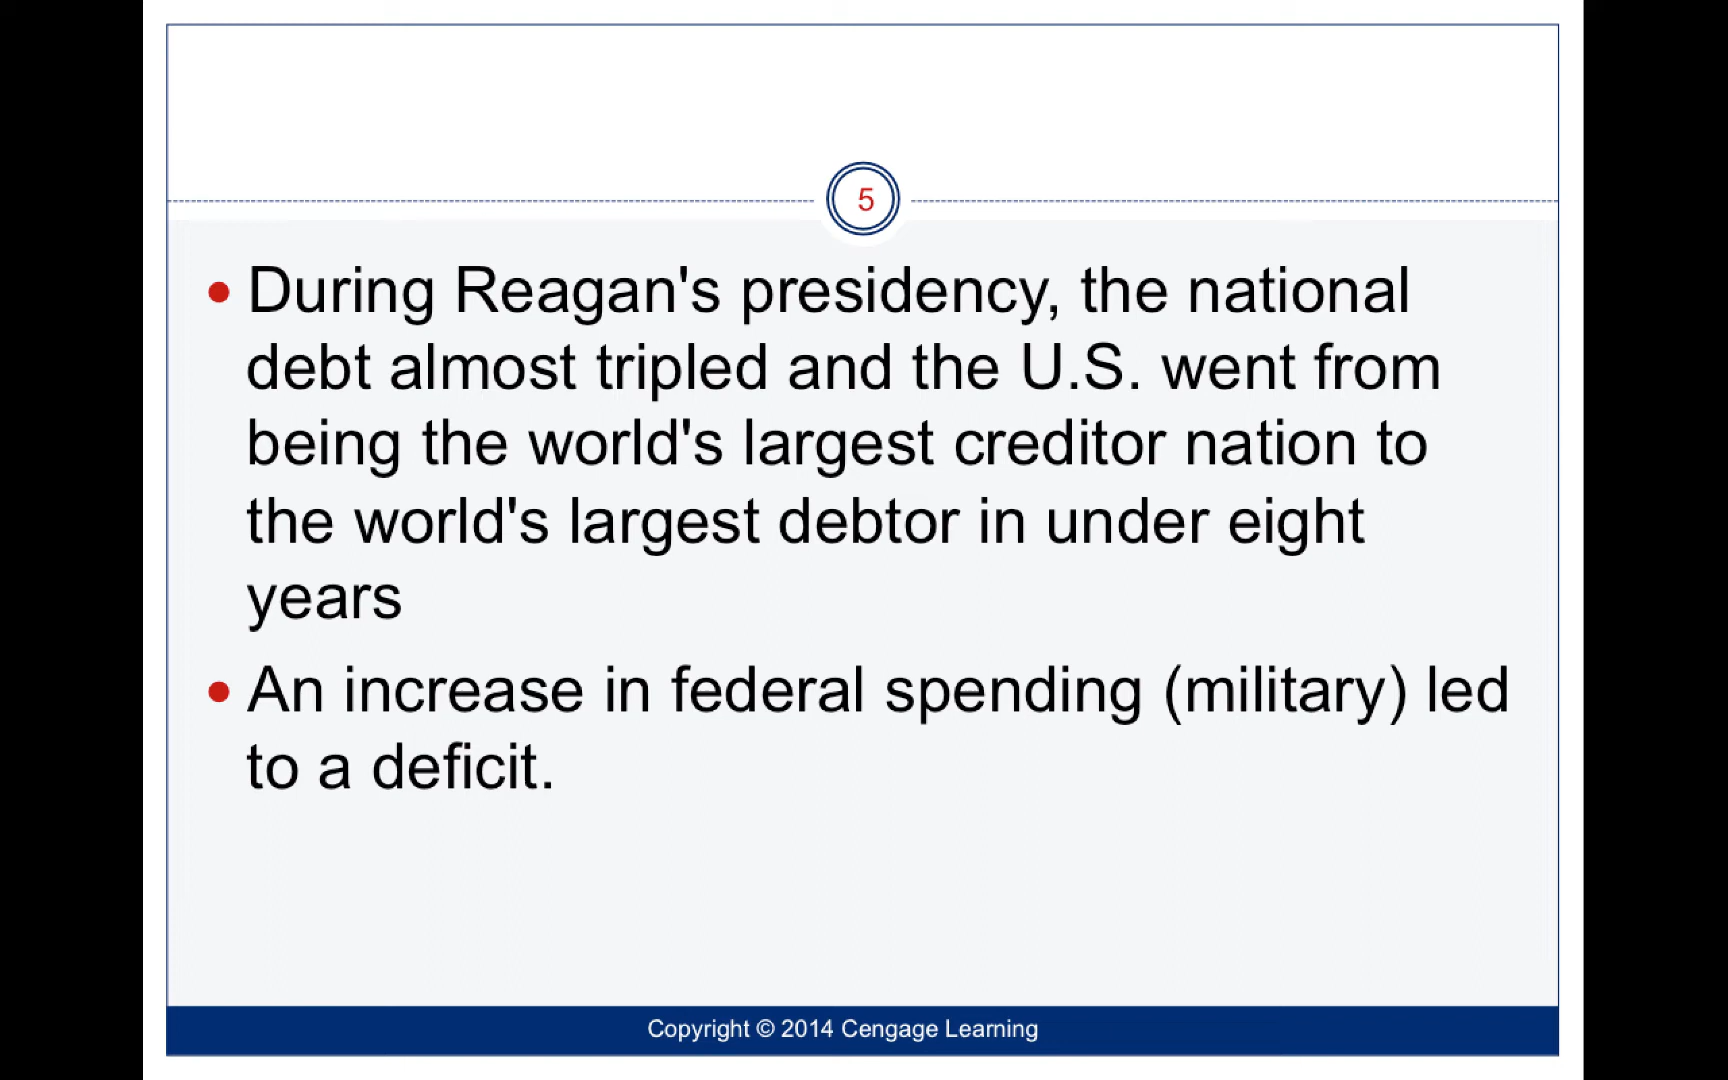 5
• During Reagan's presidency, the national
debt almost tripled and the U.S. went from
being the world's largest creditor nation to
the world's largest debtor in under eight
years
• An increase in federal spending (military) led
to a deficit.
Copyright © 2014 Cengage Learning